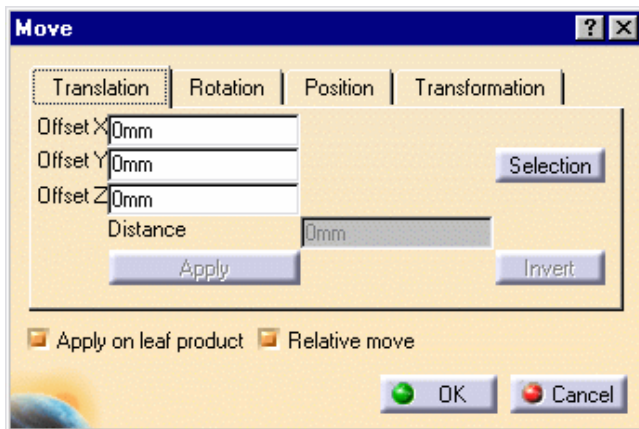 Move
Translation Rotation Position Transformation
Offset X 0mm
Offset Y 0mm Selection
Offset Z 0mm
Distance 0mm
Apply Invert
Apply on leaf product Relative move
OK Cancel